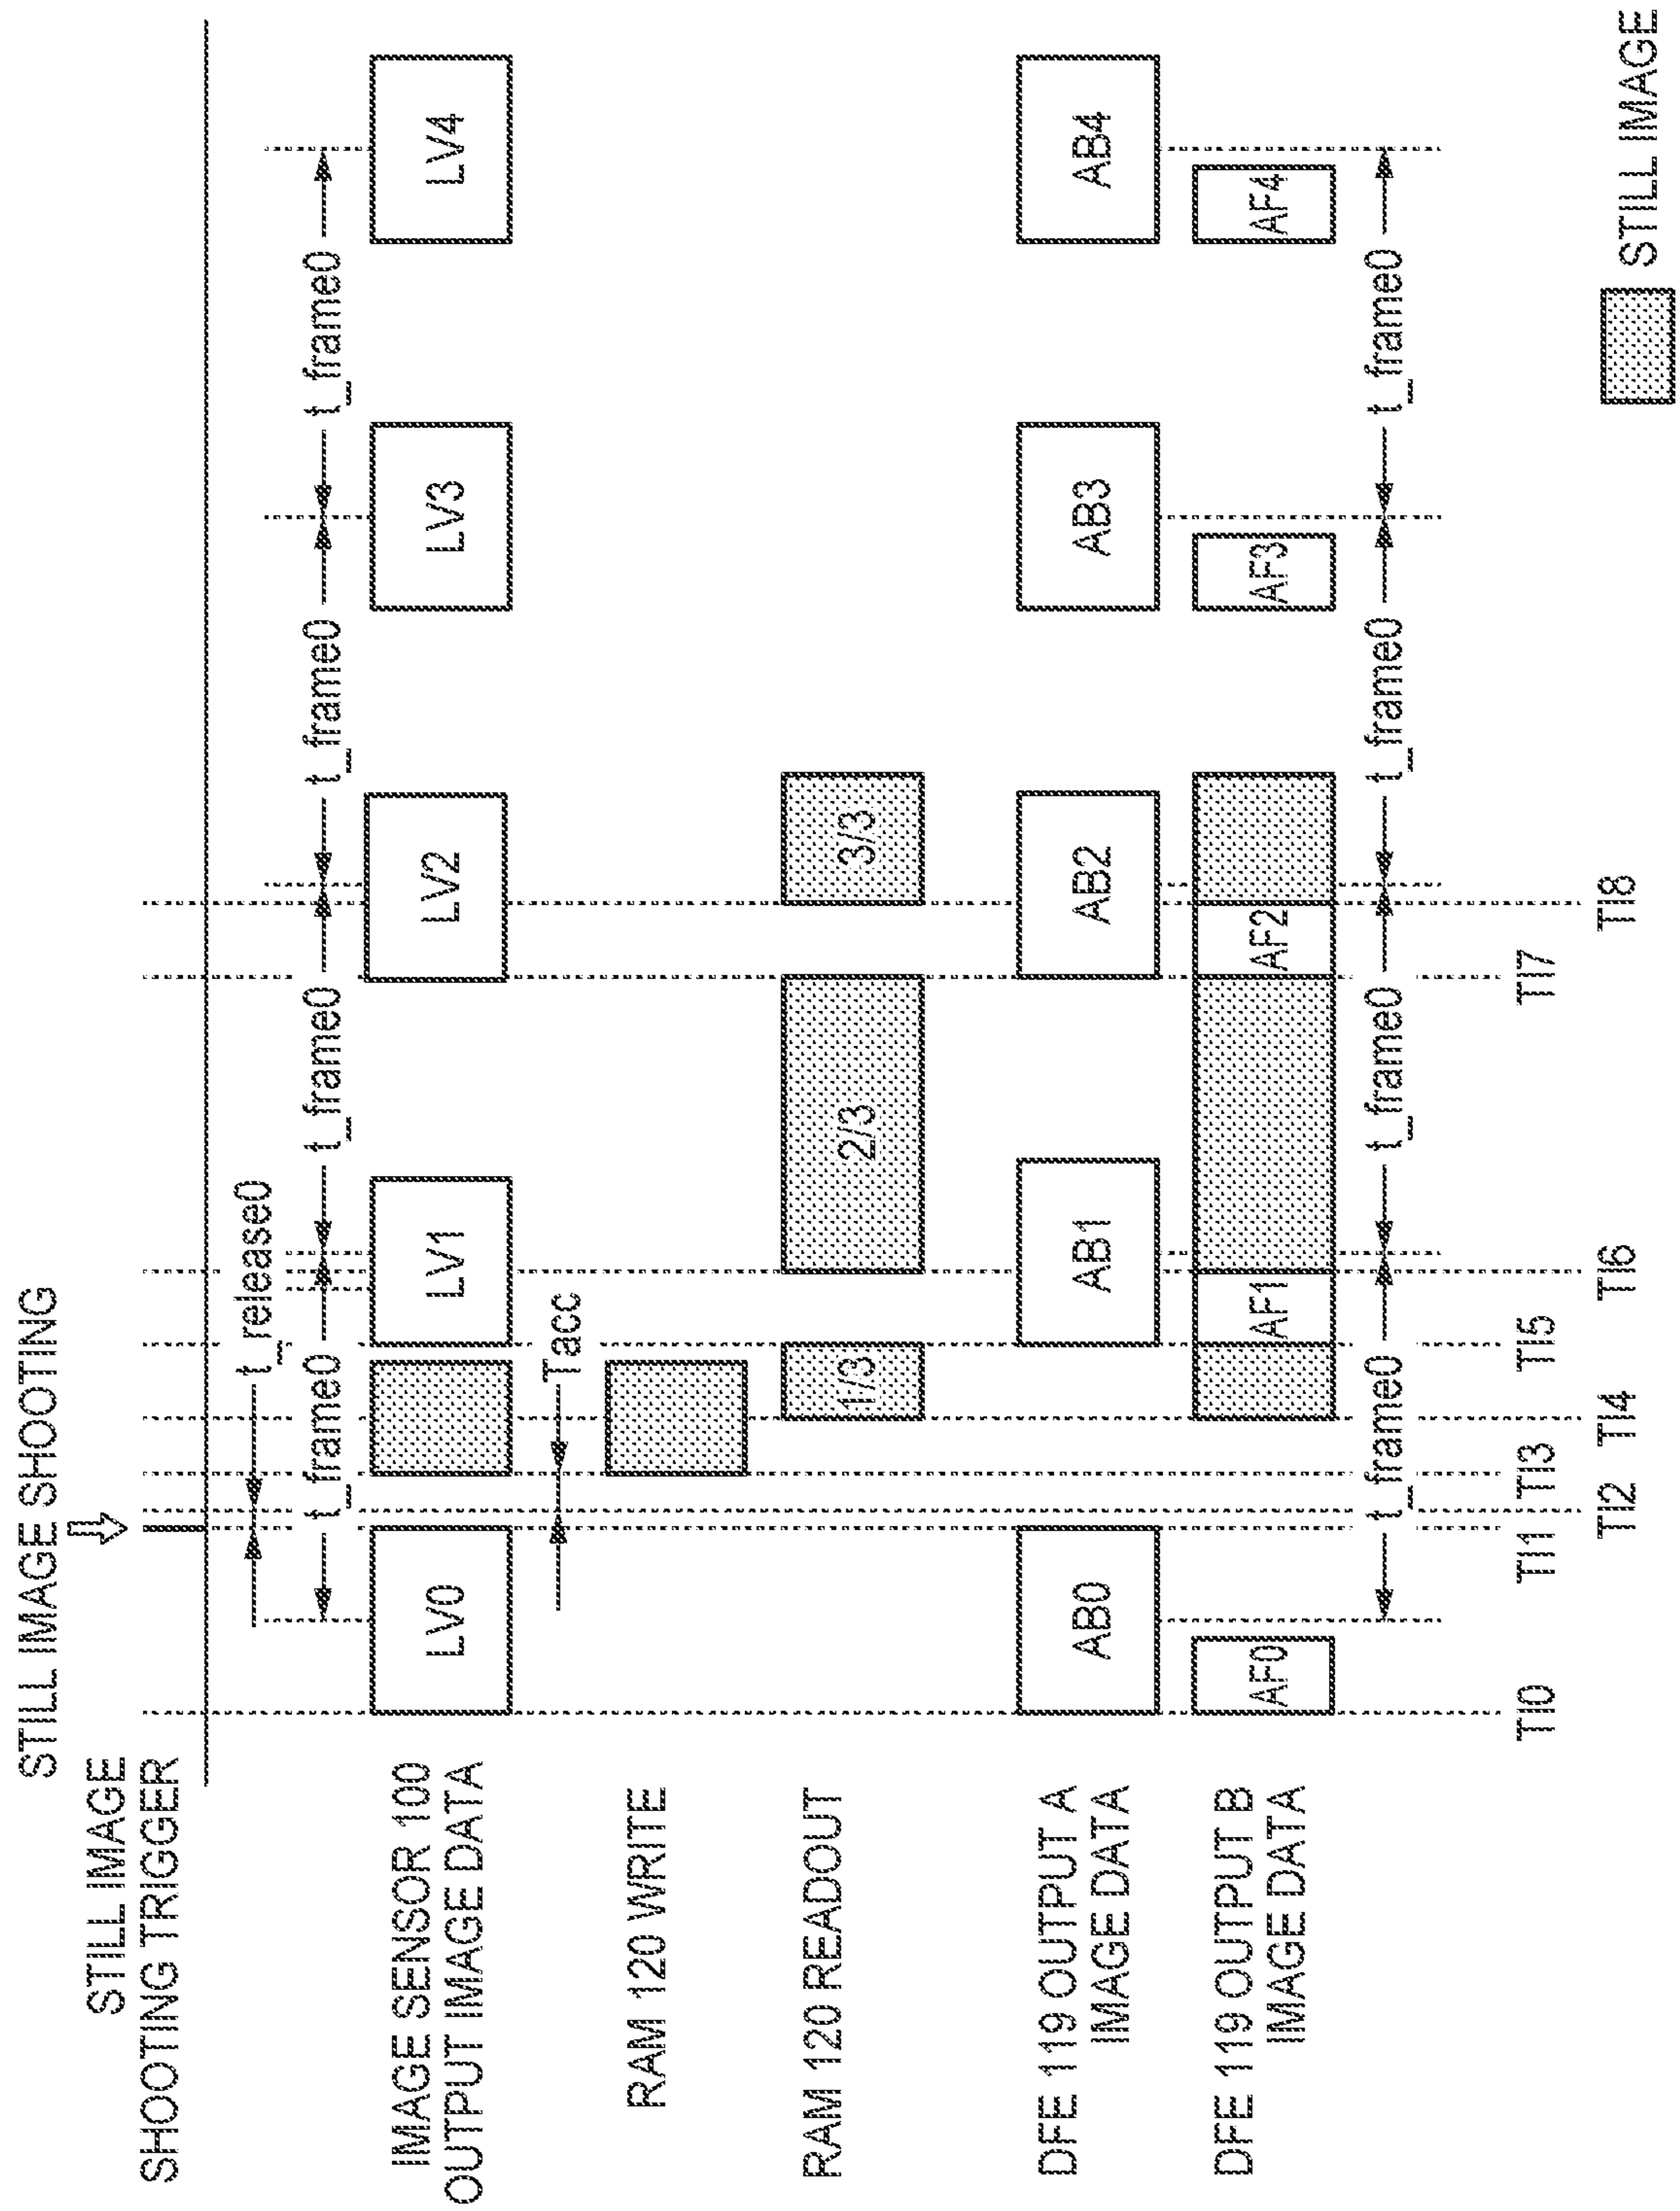 STILL IMAGE SHOOTING
STILL IMAGE
SHOOTING TRIGGER
t_release0
t_frame0
t_frame0
t_frame0
t_frame0
IMAGE SENSOR 100
OUTPUT IMAGE DATA
LV0
LV1
LV2
LV3
LV4
Tacc
RAM 120 WRITE
RAM 120 READOUT
1/3
2/3
3/3
DFE 119 OUTPUT A
IMAGE DATA
AB0
AB1
AB2
AB3
AB4
DFE 119 OUTPUT B
IMAGE DATA
AF0
AF1
AF2
AF3
AF4
t_frame0
t_frame0
t_frame0
t_frame0
TI0
TI1
TI2
TI3
TI4
TI5
TI6
TI7
TI8
STILL IMAGE